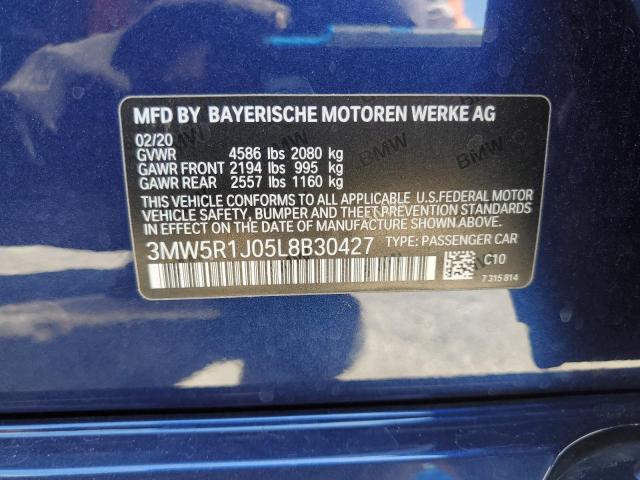 MFD BY BAYERISCHE MOTOREN WERKE AG
02/20
GVWR 4586 lbs 2080 kg
GAWR FRONT 2194 lbs 995 kg
GAWR REAR 2557 lbs 1160 kg
THIS VEHICLE CONFORMS TO ALL APPLICABLE U.S.FEDERAL MOTOR
VEHICLE SAFETY, BUMPER, AND THEFT PREVENTION STANDARDS IN
EFFECT ON THE DATE OF MANUFACTURE SHOWN ABOVE.
3MW5R1J05L8B30427 TYPE: PASSENGER CAR
C10
7 315 814